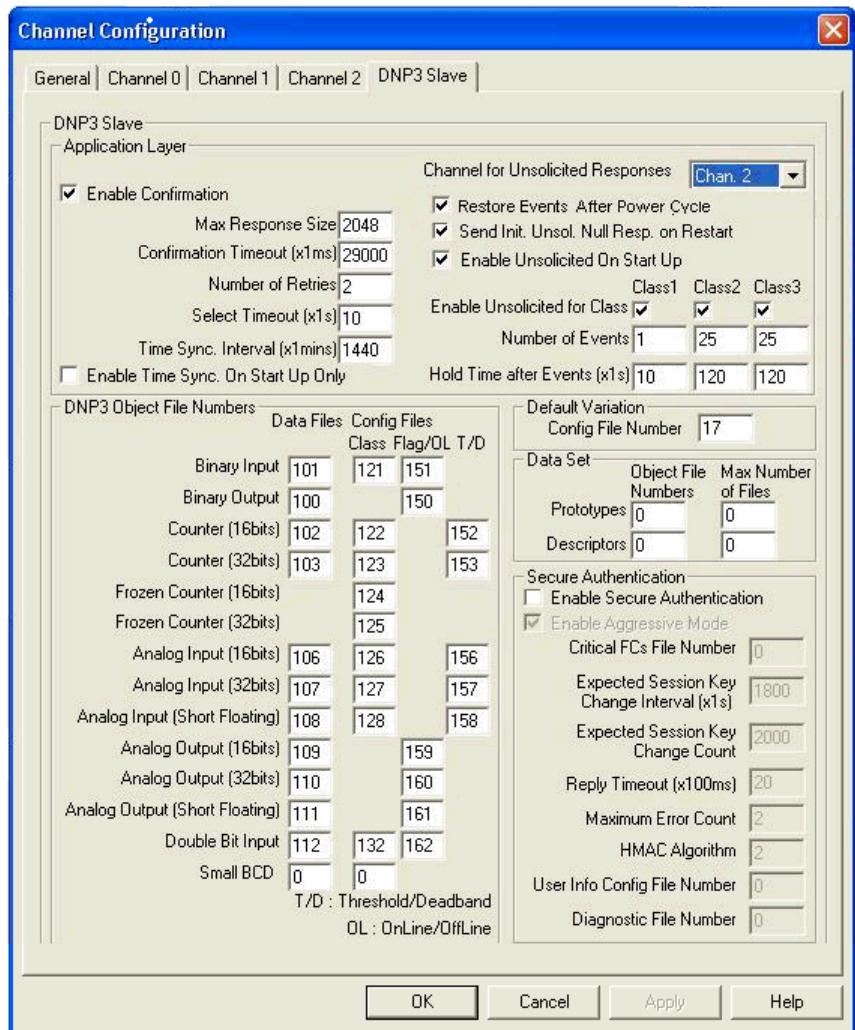 Channel Configuration
General Channel 0 Channel 1 Channel 2 DNP3 Slave
DNP3 Slave
Application Layer
Enable Confirmation
Max Response Size 2048
Confirmation Timeout (x1ms) 29000
Number of Retries 2
Select Timeout (x1s) 10
Time Sync. Interval (x1mins) 1440
Enable Time Sync. On Start Up Only
Channel for Unsolicited Responses Chan. 2
Restore Events After Power Cycle
Send Init. Unsol. Null Resp. on Restart
Enable Unsolicited On Start Up
Class1 Class2 Class3
Enable Unsolicited for Class
Number of Events 1 25 25
Hold Time after Events (x1s) 10 120 120
DNP3 Object File Numbers
Data Files Config Files
Class Flag/OL T/D
Binary Input 101 121 151
Binary Output 100 150
Counter (16bits) 102 122 152
Counter (32bits) 103 123 153
Frozen Counter (16bits) 124
Frozen Counter (32bits) 125
Analog Input (16bits) 106 126 156
Analog Input (32bits) 107 127 157
Analog Input (Short Floating) 108 128 158
Analog Output (16bits) 109 159
Analog Output (32bits) 110 160
Analog Output (Short Floating) 111 161
Double Bit Input 112 132 162
Small BCD 0 0
T/D : Threshold/Deadband
OL : OnLine/OffLine
Default Variation
Config File Number 17
Data Set
Object File Max Number
Numbers of Files
Prototypes 0 0
Descriptors 0 0
Secure Authentication
Enable Secure Authentication
Enable Aggressive Mode
Critical FCs File Number 0
Expected Session Key
Change Interval (x1s) 1800
Expected Session Key
Change Count 2000
Reply Timeout (x100ms) 20
Maximum Error Count 2
HMAC Algorithm 2
User Info Config File Number 0
Diagnostic File Number 0
OK Cancel Apply Help